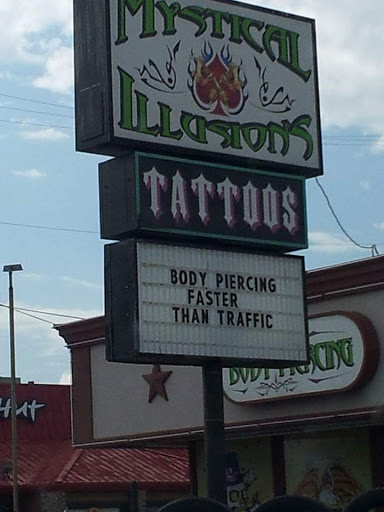 MYSTICAL
ILLUSIONS
TATTOOS
BODY PIERCING
FASTER
THAN TRAFFIC
BODY PIERCING
Hut